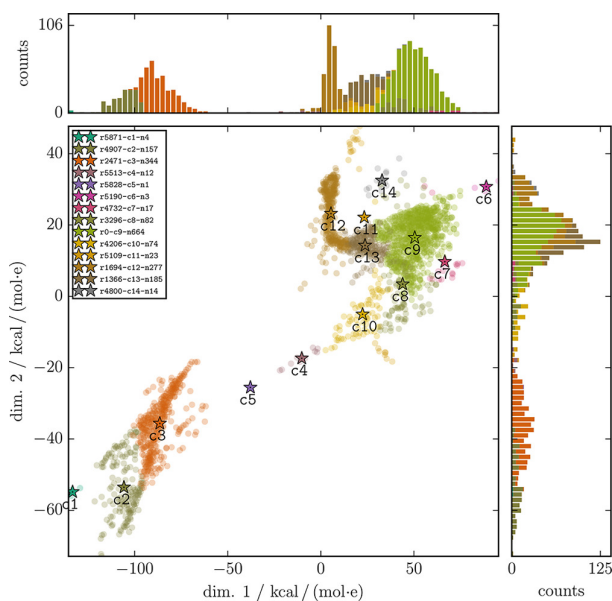 106
counts
0
r5871-c1-n4
r4907-c2-n157
r2471-c3-n344
r5513-c4-n12
r5828-c5-n1
r5190-c6-n3
r4732-c7-n17
r3296-c8-n82
r0-c9-n664
r4206-c10-n74
r5109-c11-n23
r1694-c12-n277
r1366-c13-n185
r4800-c14-n14
40
20
0
−20
−40
−60
dim. 2 / kcal/(mol·e)
c14
c6
c12
c11
c13
c9
c7
c8
c10
c4
c5
c3
c2
c1
−100
−50
0
50
dim. 1 / kcal/(mol·e)
0
125
counts